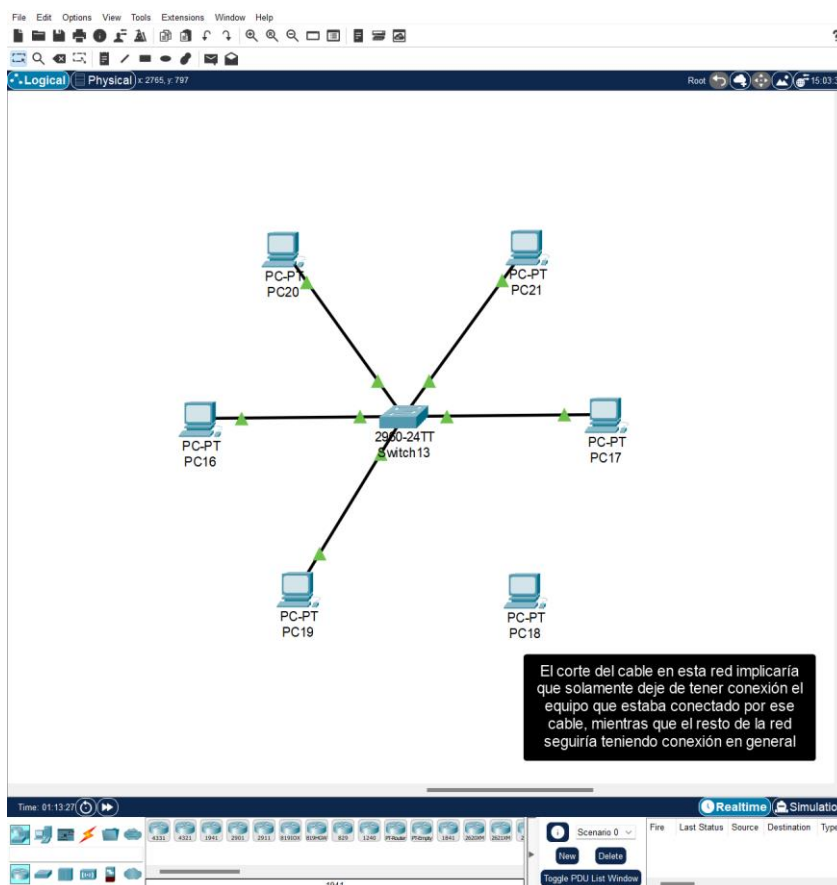 File Edit Options View Tools Extensions Window Help
Logical Physical x: 2765, y: 797 Root 15:03:3
PC-PT
PC20
PC-PT
PC21
PC-PT
PC16
2960-24TT
Switch13
PC-PT
PC17
PC-PT
PC19
PC-PT
PC18
El corte del cable en esta red implicaría
que solamente deje de tener conexión el
equipo que estaba conectado por ese
cable, mientras que el resto de la red
seguiría teniendo conexión en general
Time: 01:13:27 Realtime Simulatio
4331 4321 1941 2901 2911 819IOX 819HGW 829 1240 PT-Router PT-Empty 1841 2620XM 2621XM 2
Scenario 0
New Delete
Toggle PDU List Window
Fire Last Status Source Destination Type